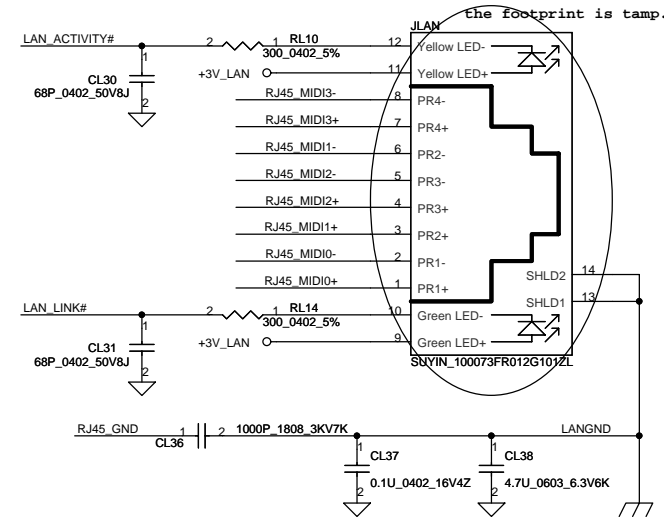 the footprint is tamp.
JLAN
LAN_ACTIVITY# 2 1 RL10 12 Yellow LED-
300_0402_5%
1 +3V_LAN 11 Yellow LED+
CL30
68P_0402_50V8J
2
RJ45_MIDI3- 8 PR4-
RJ45_MIDI3+ 7 PR4+
RJ45_MIDI1- 6 PR2-
RJ45_MIDI2- 5 PR3-
RJ45_MIDI2+ 4 PR3+
RJ45_MIDI1+ 3 PR2+
RJ45_MIDI0- 2 PR1-
SHLD2 14
RJ45_MIDI0+ 1 PR1+
SHLD1 13
LAN_LINK# 2 1 RL14 10 Green LED-
300_0402_5%
1 +3V_LAN 9 Green LED+
CL31
68P_0402_50V8J
2
SUYIN_100073FR012G101ZL
RJ45_GND 1 2 1000P_1808_3KV7K LANGND
CL36
1 CL37 1 CL38
0.1U_0402_16V4Z 4.7U_0603_6.3V6K
2 2